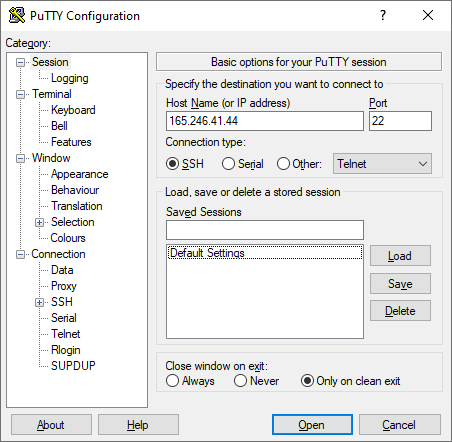 PuTTY Configuration
?
Category:
Session
Logging
Terminal
Keyboard
Bell
Features
Window
Appearance
Behaviour
Translation
Selection
Colours
Connection
Data
Proxy
SSH
Serial
Telnet
Rlogin
SUPDUP
Basic options for your PuTTY session
Specify the destination you want to connect to
Host Name (or IP address) Port
165.246.41.44 22
Connection type:
SSH Serial Other: Telnet
Load, save or delete a stored session
Saved Sessions
Default Settings
Load
Save
Delete
Close window on exit:
Always Never Only on clean exit
About Help Open Cancel